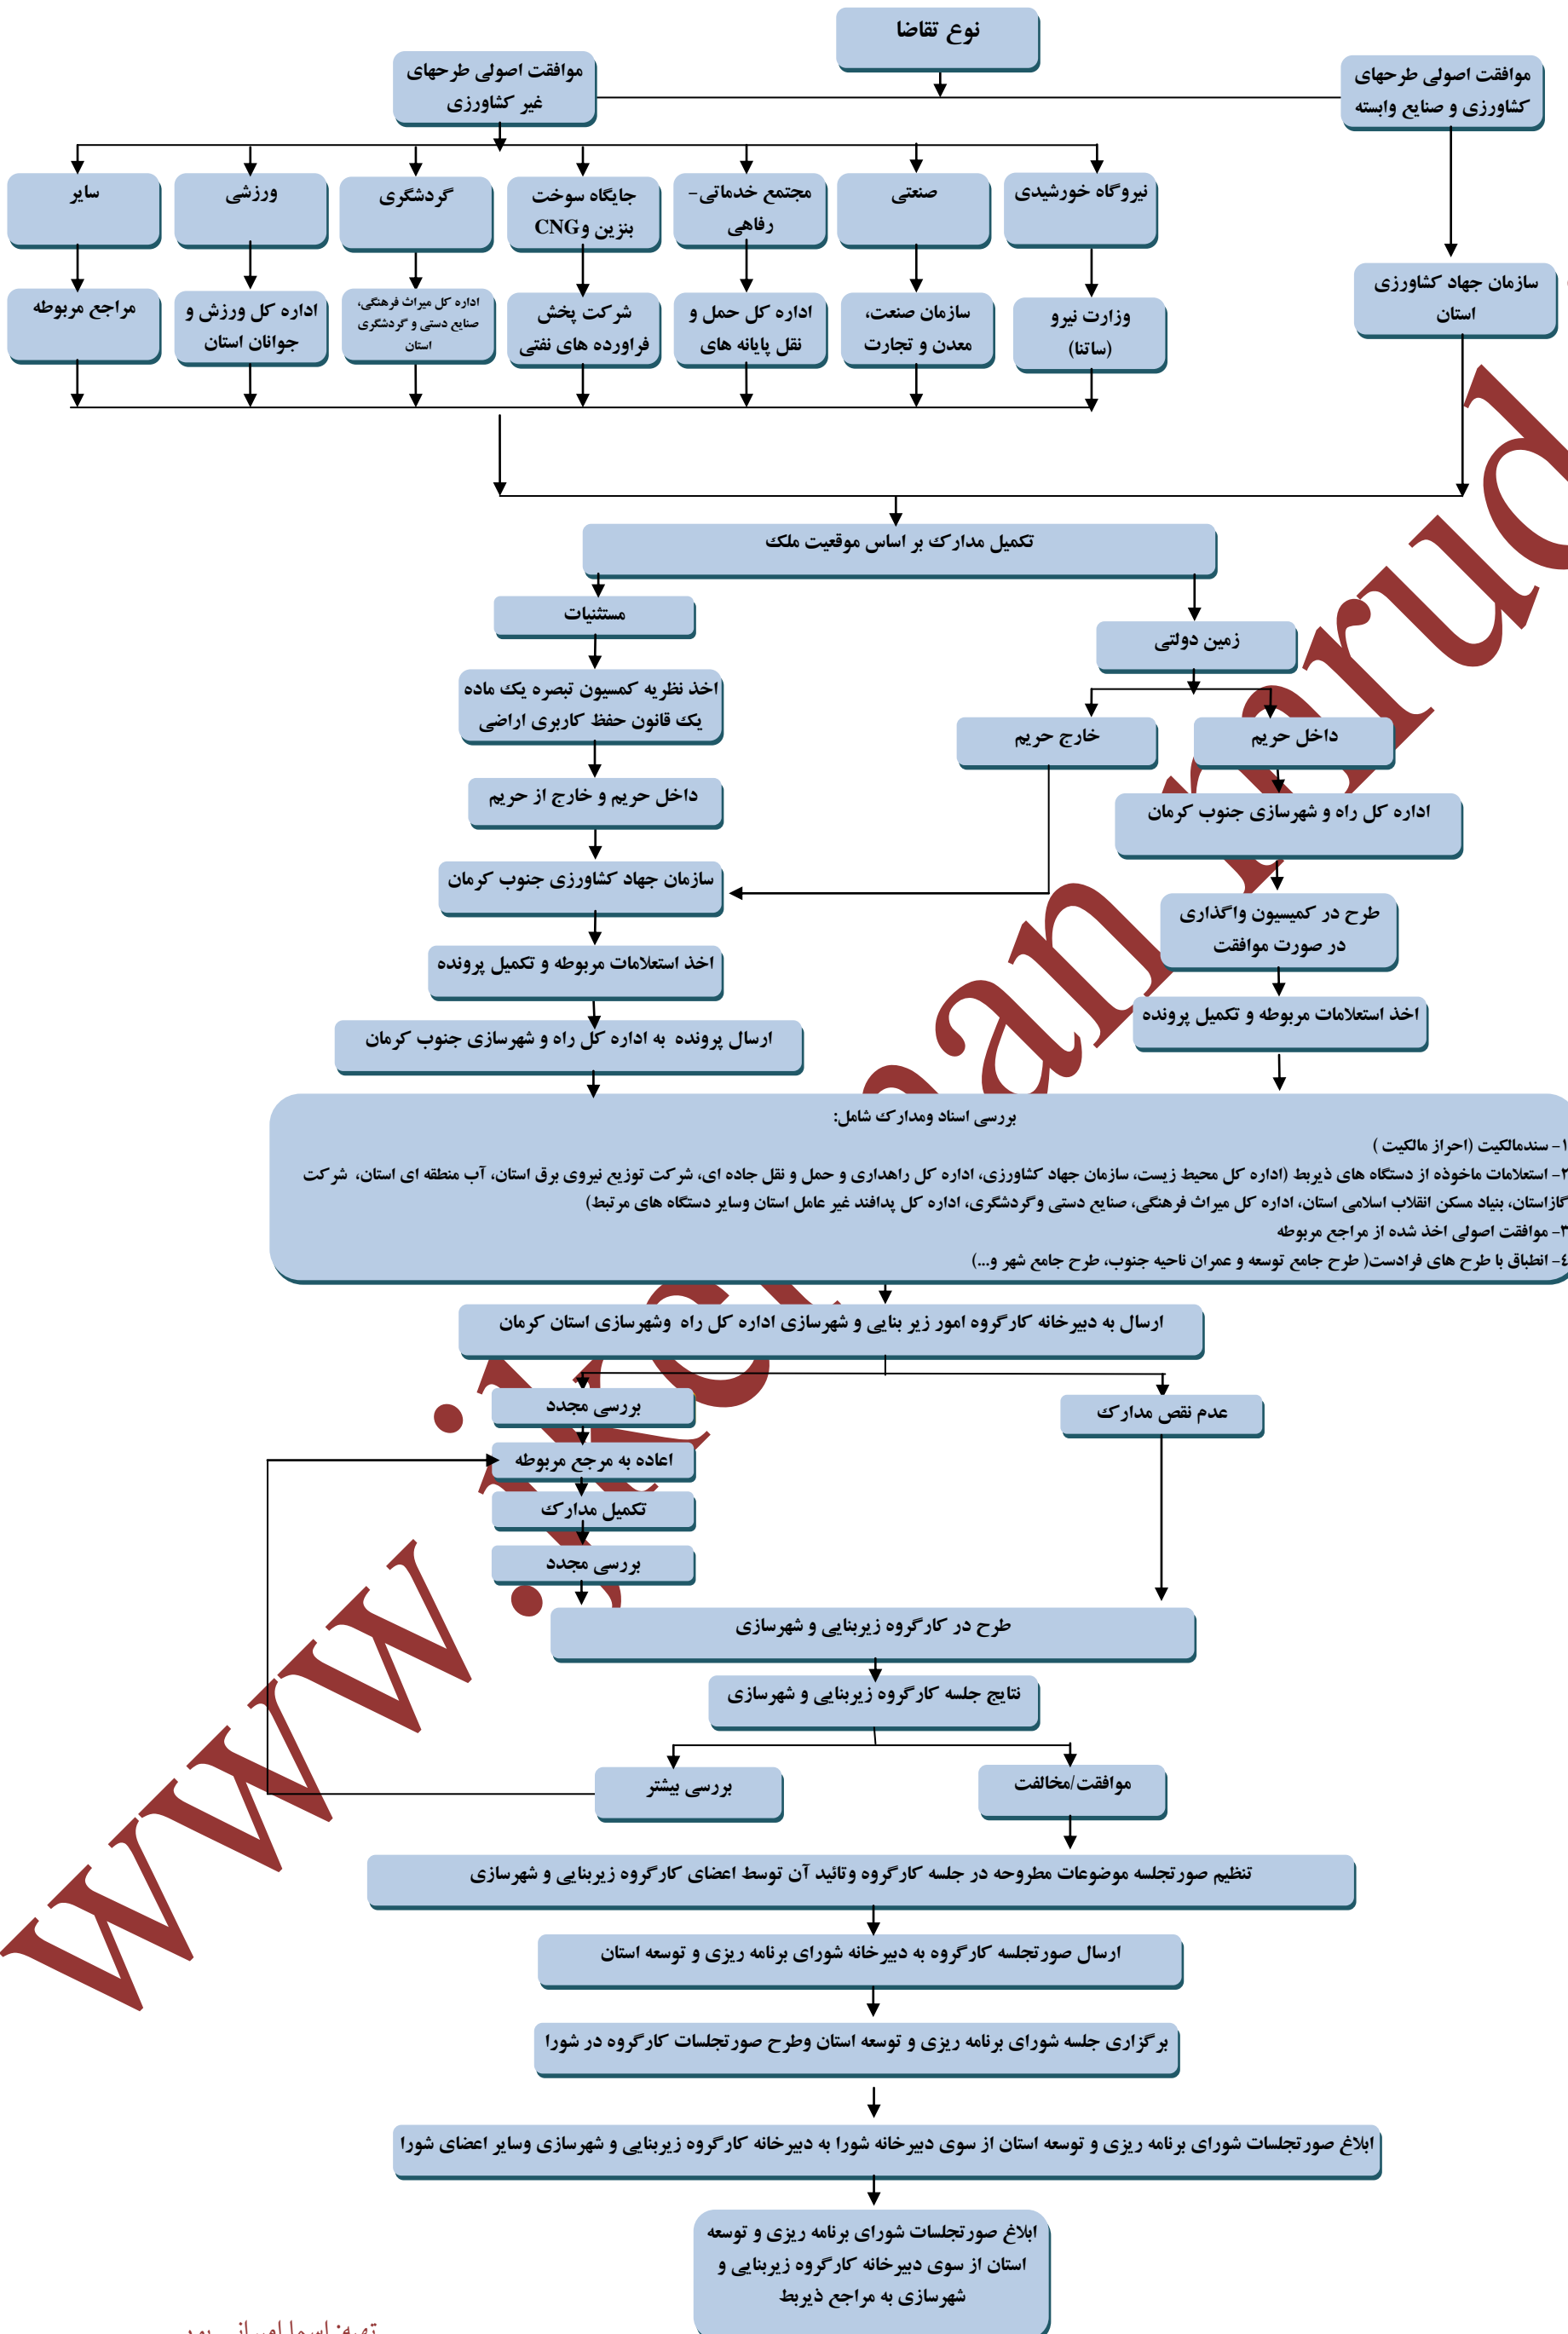 نوع تقاضا
موافقت اصولی طرحهای
کشاورزی و صنایع وابسته
موافقت اصولی طرحهای
غیر کشاورزی
نیروگاه خورشیدی
صنعتی
مجتمع خدماتی-
رفاهی
جایگاه سوخت
بنزین وCNG
گردشگری
ورزشی
سایر
سازمان جهاد کشاورزی
استان
وزارت نیرو
(ساتنا)
سازمان صنعت،
معدن و تجارت
اداره کل حمل و
نقل پایانه های
شرکت پخش
فراورده های نفتی
اداره کل میراث فرهنگی،
صنایع دستی و گردشگری
استان
اداره کل ورزش و
جوانان استان
مراجع مربوطه
تکمیل مدارک بر اساس موقعیت ملک
زمین دولتی
مستثنیات
داخل حریم
خارج حریم
اخذ نظریه کمسیون تبصره یک ماده
یک قانون حفظ کاربری اراضی
داخل حریم و خارج از حریم
اداره کل راه و شهرسازی جنوب کرمان
سازمان جهاد کشاورزی جنوب کرمان
طرح در کمیسیون واگذاری
در صورت موافقت
اخذ استعلامات مربوطه و تکمیل پرونده
اخذ استعلامات مربوطه و تکمیل پرونده
ارسال پرونده به اداره کل راه و شهرسازی جنوب کرمان
بررسی اسناد ومدارک شامل:
۱- سندمالکیت (احراز مالکیت )
۲- استعلامات ماخوذه از دستگاه های ذیربط (اداره کل محیط زیست، سازمان جهاد کشاورزی، اداره کل راهداری و حمل و نقل جاده ای، شرکت توزیع نیروی برق استان، آب منطقه ای استان، شرکت
گازاستان، بنیاد مسکن انقلاب اسلامی استان، اداره کل میراث فرهنگی، صنایع دستی وگردشگری، اداره کل پدافند غیر عامل استان وسایر دستگاه های مرتبط)
۳- موافقت اصولی اخذ شده از مراجع مربوطه
٤- انطباق با طرح های فرادست( طرح جامع توسعه و عمران ناحیه جنوب، طرح جامع شهر و...)
ارسال به دبیرخانه کارگروه امور زیر بنایی و شهرسازی اداره کل راه وشهرسازی استان کرمان
عدم نقص مدارک
بررسی مجدد
اعاده به مرجع مربوطه
تکمیل مدارک
بررسی مجدد
طرح در کارگروه زیربنایی و شهرسازی
نتایج جلسه کارگروه زیربنایی و شهرسازی
موافقت/مخالفت
بررسی بیشتر
تنظیم صورتجلسه موضوعات مطروحه در جلسه کارگروه وتائید آن توسط اعضای کارگروه زیربنایی و شهرسازی
ارسال صورتجلسه کارگروه به دبیرخانه شورای برنامه ریزی و توسعه استان
برگزاری جلسه شورای برنامه ریزی و توسعه استان وطرح صورتجلسات کارگروه در شورا
ابلاغ صورتجلسات شورای برنامه ریزی و توسعه استان از سوی دبیرخانه شورا به دبیرخانه کارگروه زیربنایی و شهرسازی وسایر اعضای شورا
ابلاغ صورتجلسات شورای برنامه ریزی و توسعه
استان از سوی دبیرخانه کارگروه زیربنایی و
شهرسازی به مراجع ذیربط